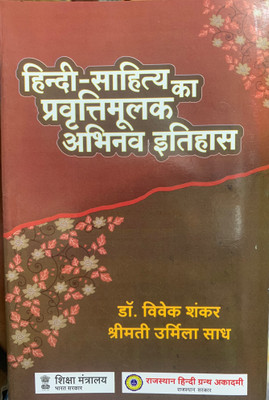 हिन्दी-साहित्य का
प्रवृत्तिमूलक
अभिनव इतिहास
डॉ. विवेक शंकर
श्रीमती उर्मिला साध
शिक्षा मंत्रालय
भारत सरकार
राजस्थान हिन्दी ग्रन्थ अकादमी
राजस्थान सरकार